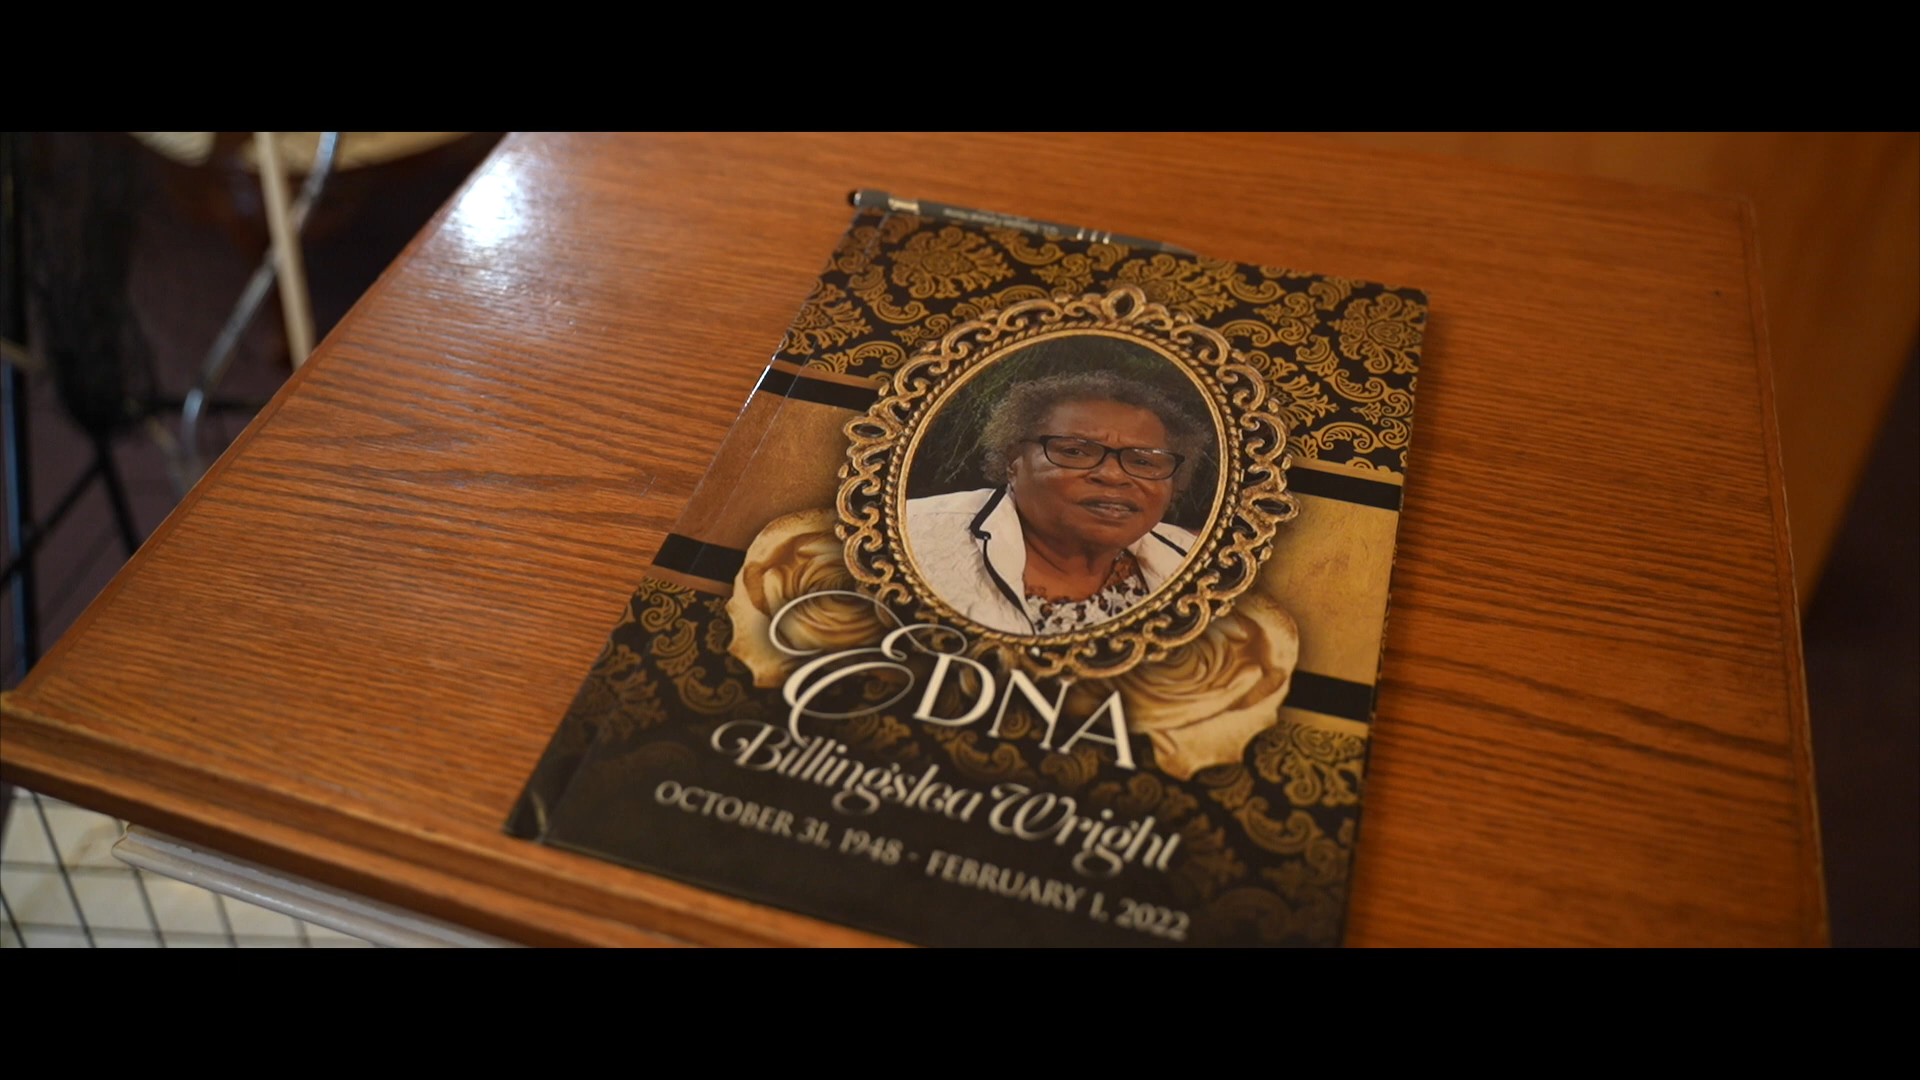 EDNA
Billingslea Wright
OCTOBER 31, 1948 - FEBRUARY 1, 2022